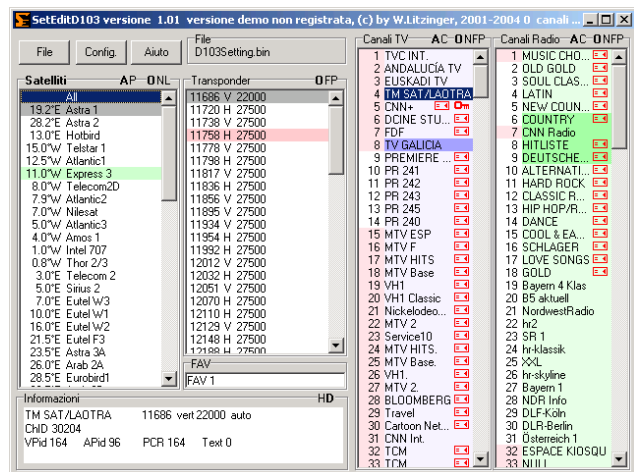 SetEditD103 versione 1.01 versione demo non registrata, (c) by W.Litzinger, 2001-2004 0 canali ...
File
Config.
Aiuto
File
D103Setting.bin
Satelliti AP ONL
All
19.2°E Astra 1
28.2°E Astra 2
13.0°E Hotbird
15.0°W Telstar 1
12.5°W Atlantic1
11.0°W Express 3
8.0°W Telecom2D
7.9°W Atlantic2
7.0°W Nilesat
5.0°W Atlantic3
4.0°W Amos 1
1.0°W Intel 707
0.8°W Thor 2/3
3.0°E Telecom 2
5.0°E Sirius 2
7.0°E Eutel W3
10.0°E Eutel W1
16.0°E Eutel W2
21.5°E Eutel F3
23.5°E Astra 3A
26.0°E Arab 2A
28.5°E Eurobird1
Transponder OFP
11686 V 22000
11720 H 27500
11738 V 27500
11758 H 27500
11778 V 27500
11798 H 27500
11817 V 27500
11836 H 27500
11856 V 27500
11895 V 27500
11934 V 27500
11954 H 27500
11992 H 27500
12012 V 27500
12032 H 27500
12051 V 27500
12070 H 27500
12110 H 27500
12129 V 27500
12148 H 27500
12188 H 27500
FAV
FAV 1
Informazioni HD
TM SAT/LAOTRA 11686 vert 22000 auto
ChID 30204
VPid 164 APid 96 PCR 164 Text 0
Canali TV AC ONFP
1 TVC INT.
2 ANDALUCÍA TV
3 EUSKADI TV
4 TM SAT/LAOTRA
5 CNN+
6 DCINE STU...
7 FDF
8 TV GALICIA
9 PREMIERE ...
10 PR 241
11 PR 242
12 PR 243
13 PR 245
14 PR 240
15 MTV ESP
16 MTV F
17 MTV HITS
18 MTV Base
19 VH1
20 VH1 Classic
21 Nickelodeo...
22 MTV 2
23 Service10
24 MTV HITS.
25 MTV Base.
26 VH1.
27 MTV 2.
28 BLOOMBERG
29 Travel
30 Cartoon Net...
31 CNN Int.
32 TCM
33 TCM
Canali Radio AC ONFP
1 MUSIC CHO...
2 OLD GOLD
3 SOUL CLAS...
4 LATIN
5 NEW COUN...
6 COUNTRY
7 CNN Radio
8 HITLISTE
9 DEUTSCHE...
10 ALTERNATI...
11 HARD ROCK
12 CLASSIC R...
13 HIP HOP/R...
14 DANCE
15 COOL & EA...
16 SCHLAGER
17 LOVE SONGS
18 GOLD
19 Bayern 4 Klas
20 B5 aktuell
21 NordwestRadio
22 hr2
23 SR 1
24 hr-klassik
25 XXL
26 hr-skyline
27 Bayern 1
28 NDR Info
29 DLF-Köln
30 DLR-Berlin
31 Österreich 1
32 ESPACE KIOSQU
33 NULL